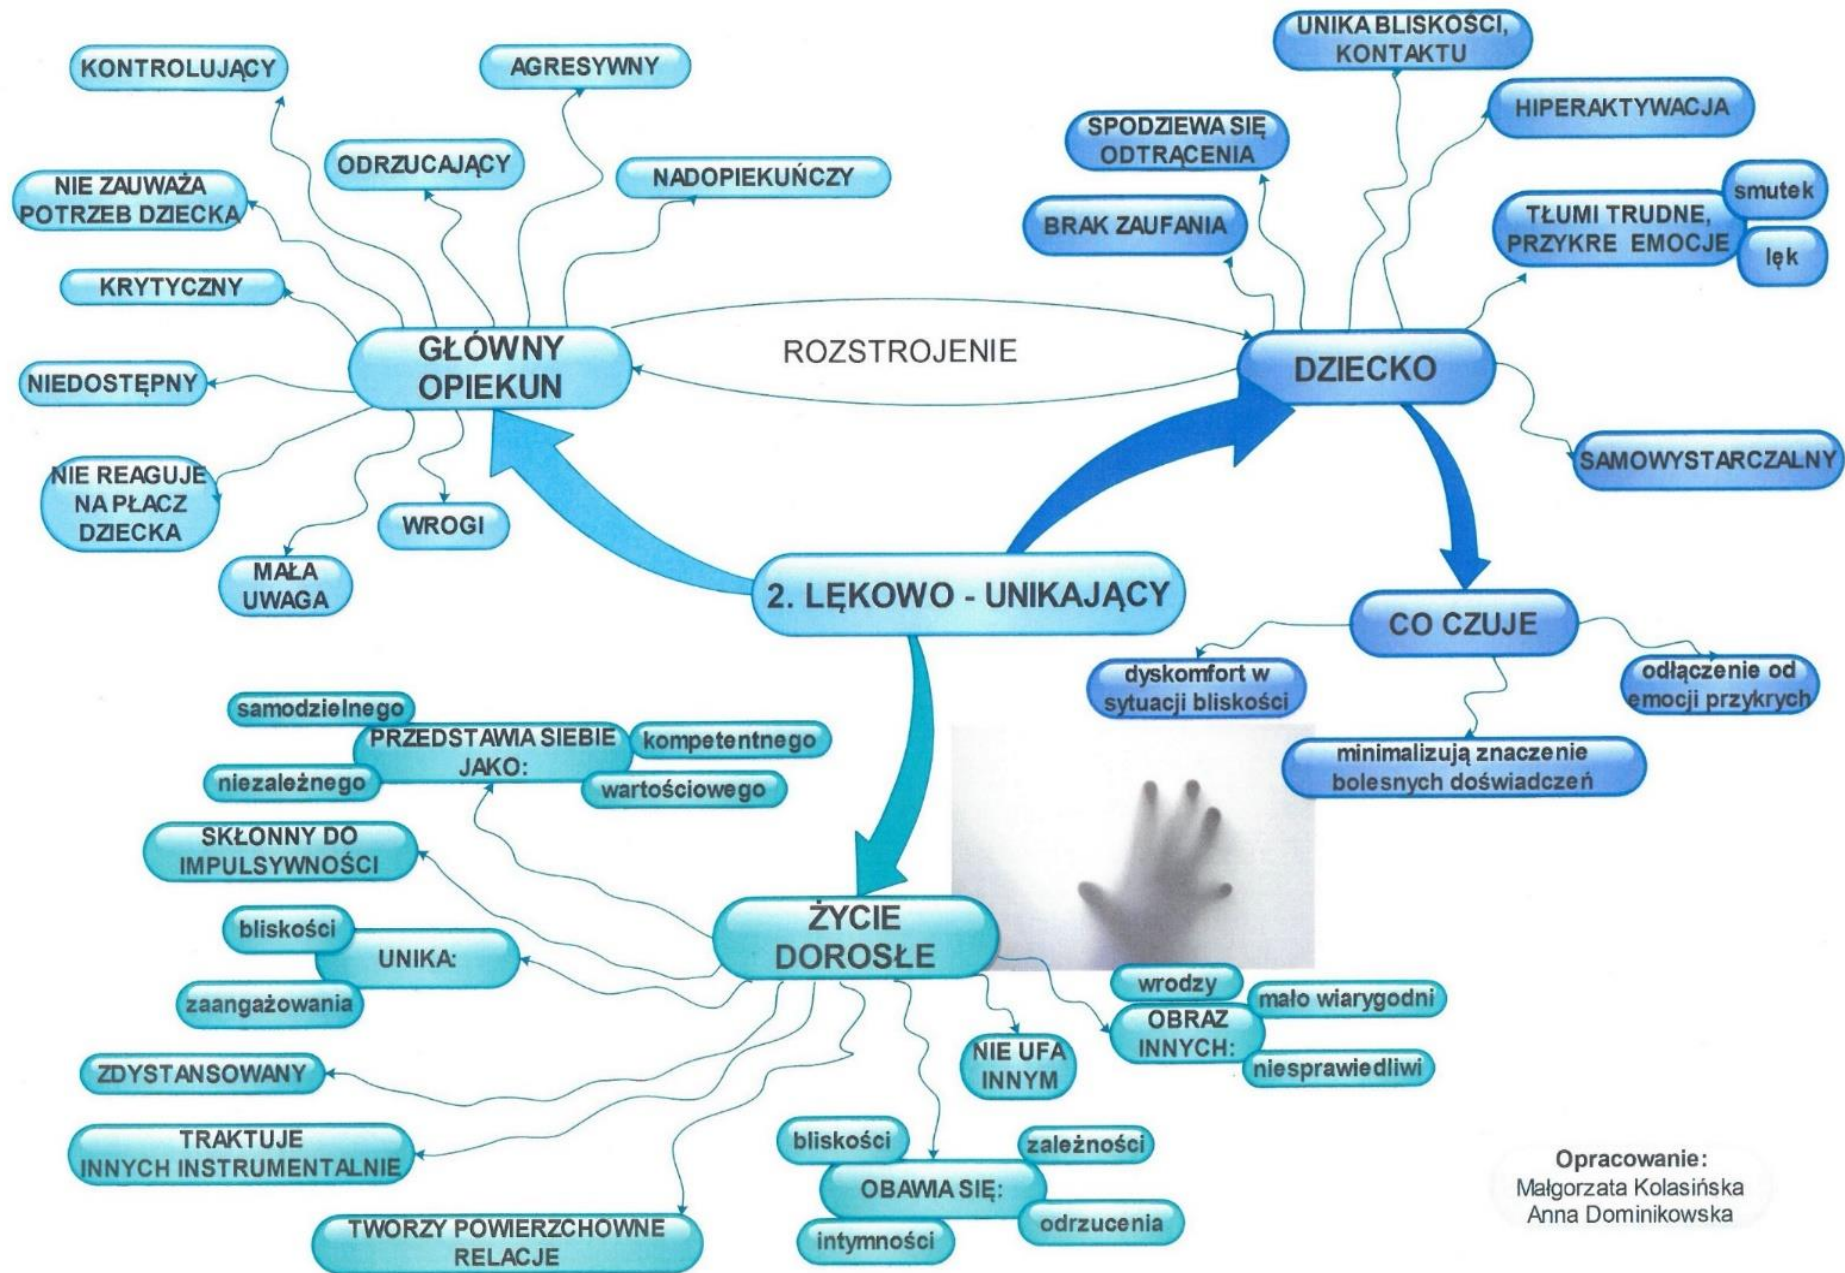 KONTROLUJĄCY
AGRESYWNY
ODRZUCAJĄCY
NADOPIEKUŃCZY
NIE ZAUWAŻA
POTRZEB DZIECKA
KRYTYCZNY
GŁÓWNY
OPIEKUN
NIEDOSTĘPNY
NIE REAGUJE
NA PŁACZ
DZIECKA
MAŁA
UWAGA
WROGI
ROZSTROJENIE
UNIKA BLISKOŚCI,
KONTAKTU
HIPERAKTYWACJA
SPODZIEWA SIĘ
ODTRĄCENIA
BRAK ZAUFANIA
TŁUMI TRUDNE,
PRZYKRE EMOCJE
smutek
lęk
DZIECKO
SAMOWYSTARCZALNY
2. LĘKOWO - UNIKAJĄCY
CO CZUJE
dyskomfort w
sytuacji bliskości
odłączenie od
emocji przykrych
minimalizują znaczenie
bolesnych doświadczeń
samodzielnego
PRZEDSTAWIA SIEBIE
JAKO:
kompetentnego
niezależnego
wartościowego
SKŁONNY DO
IMPULSYWNOŚCI
bliskości
UNIKA:
zaangażowania
ŻYCIE
DOROSŁE
ZDYSTANSOWANY
TRAKTUJE
INNYCH INSTRUMENTALNIE
TWORZY POWIERZCHOWNE
RELACJE
bliskości
zależności
OBAWIA SIĘ:
intymności
odrzucenia
NIE UFA
INNYM
wrodzy
mało wiarygodni
OBRAZ
INNYCH:
niesprawiedliwi
Opracowanie:
Małgorzata Kolasińska
Anna Dominikowska